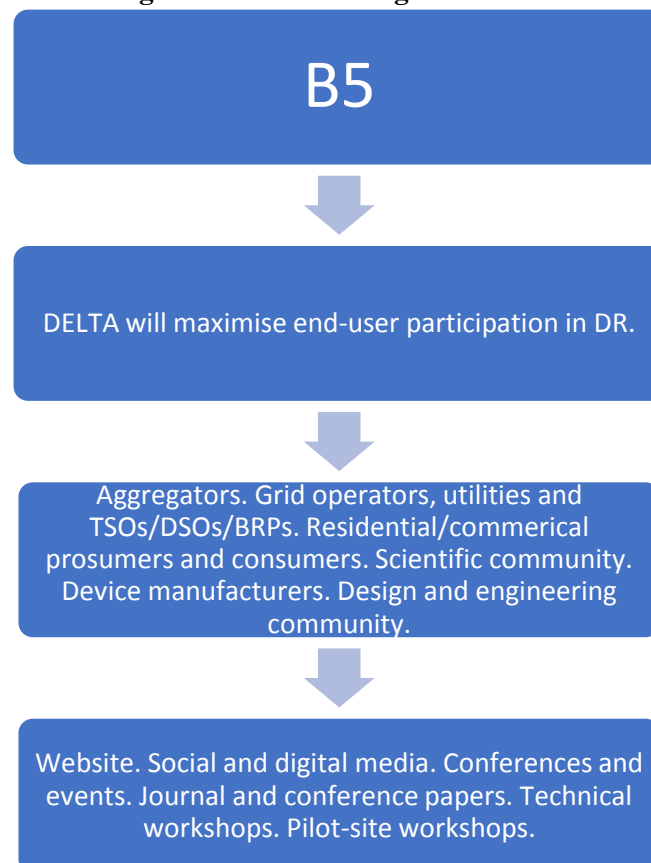 B5
DELTA will maximise end-user participation in DR.
Aggregators. Grid operators, utilities and
TSOs/DSOs/BRPs. Residential/commerical
prosumers and consumers. Scientific community.
Device manufacturers. Design and engineering
community.
Website. Social and digital media. Conferences and
events. Journal and conference papers. Technical
workshops. Pilot-site workshops.